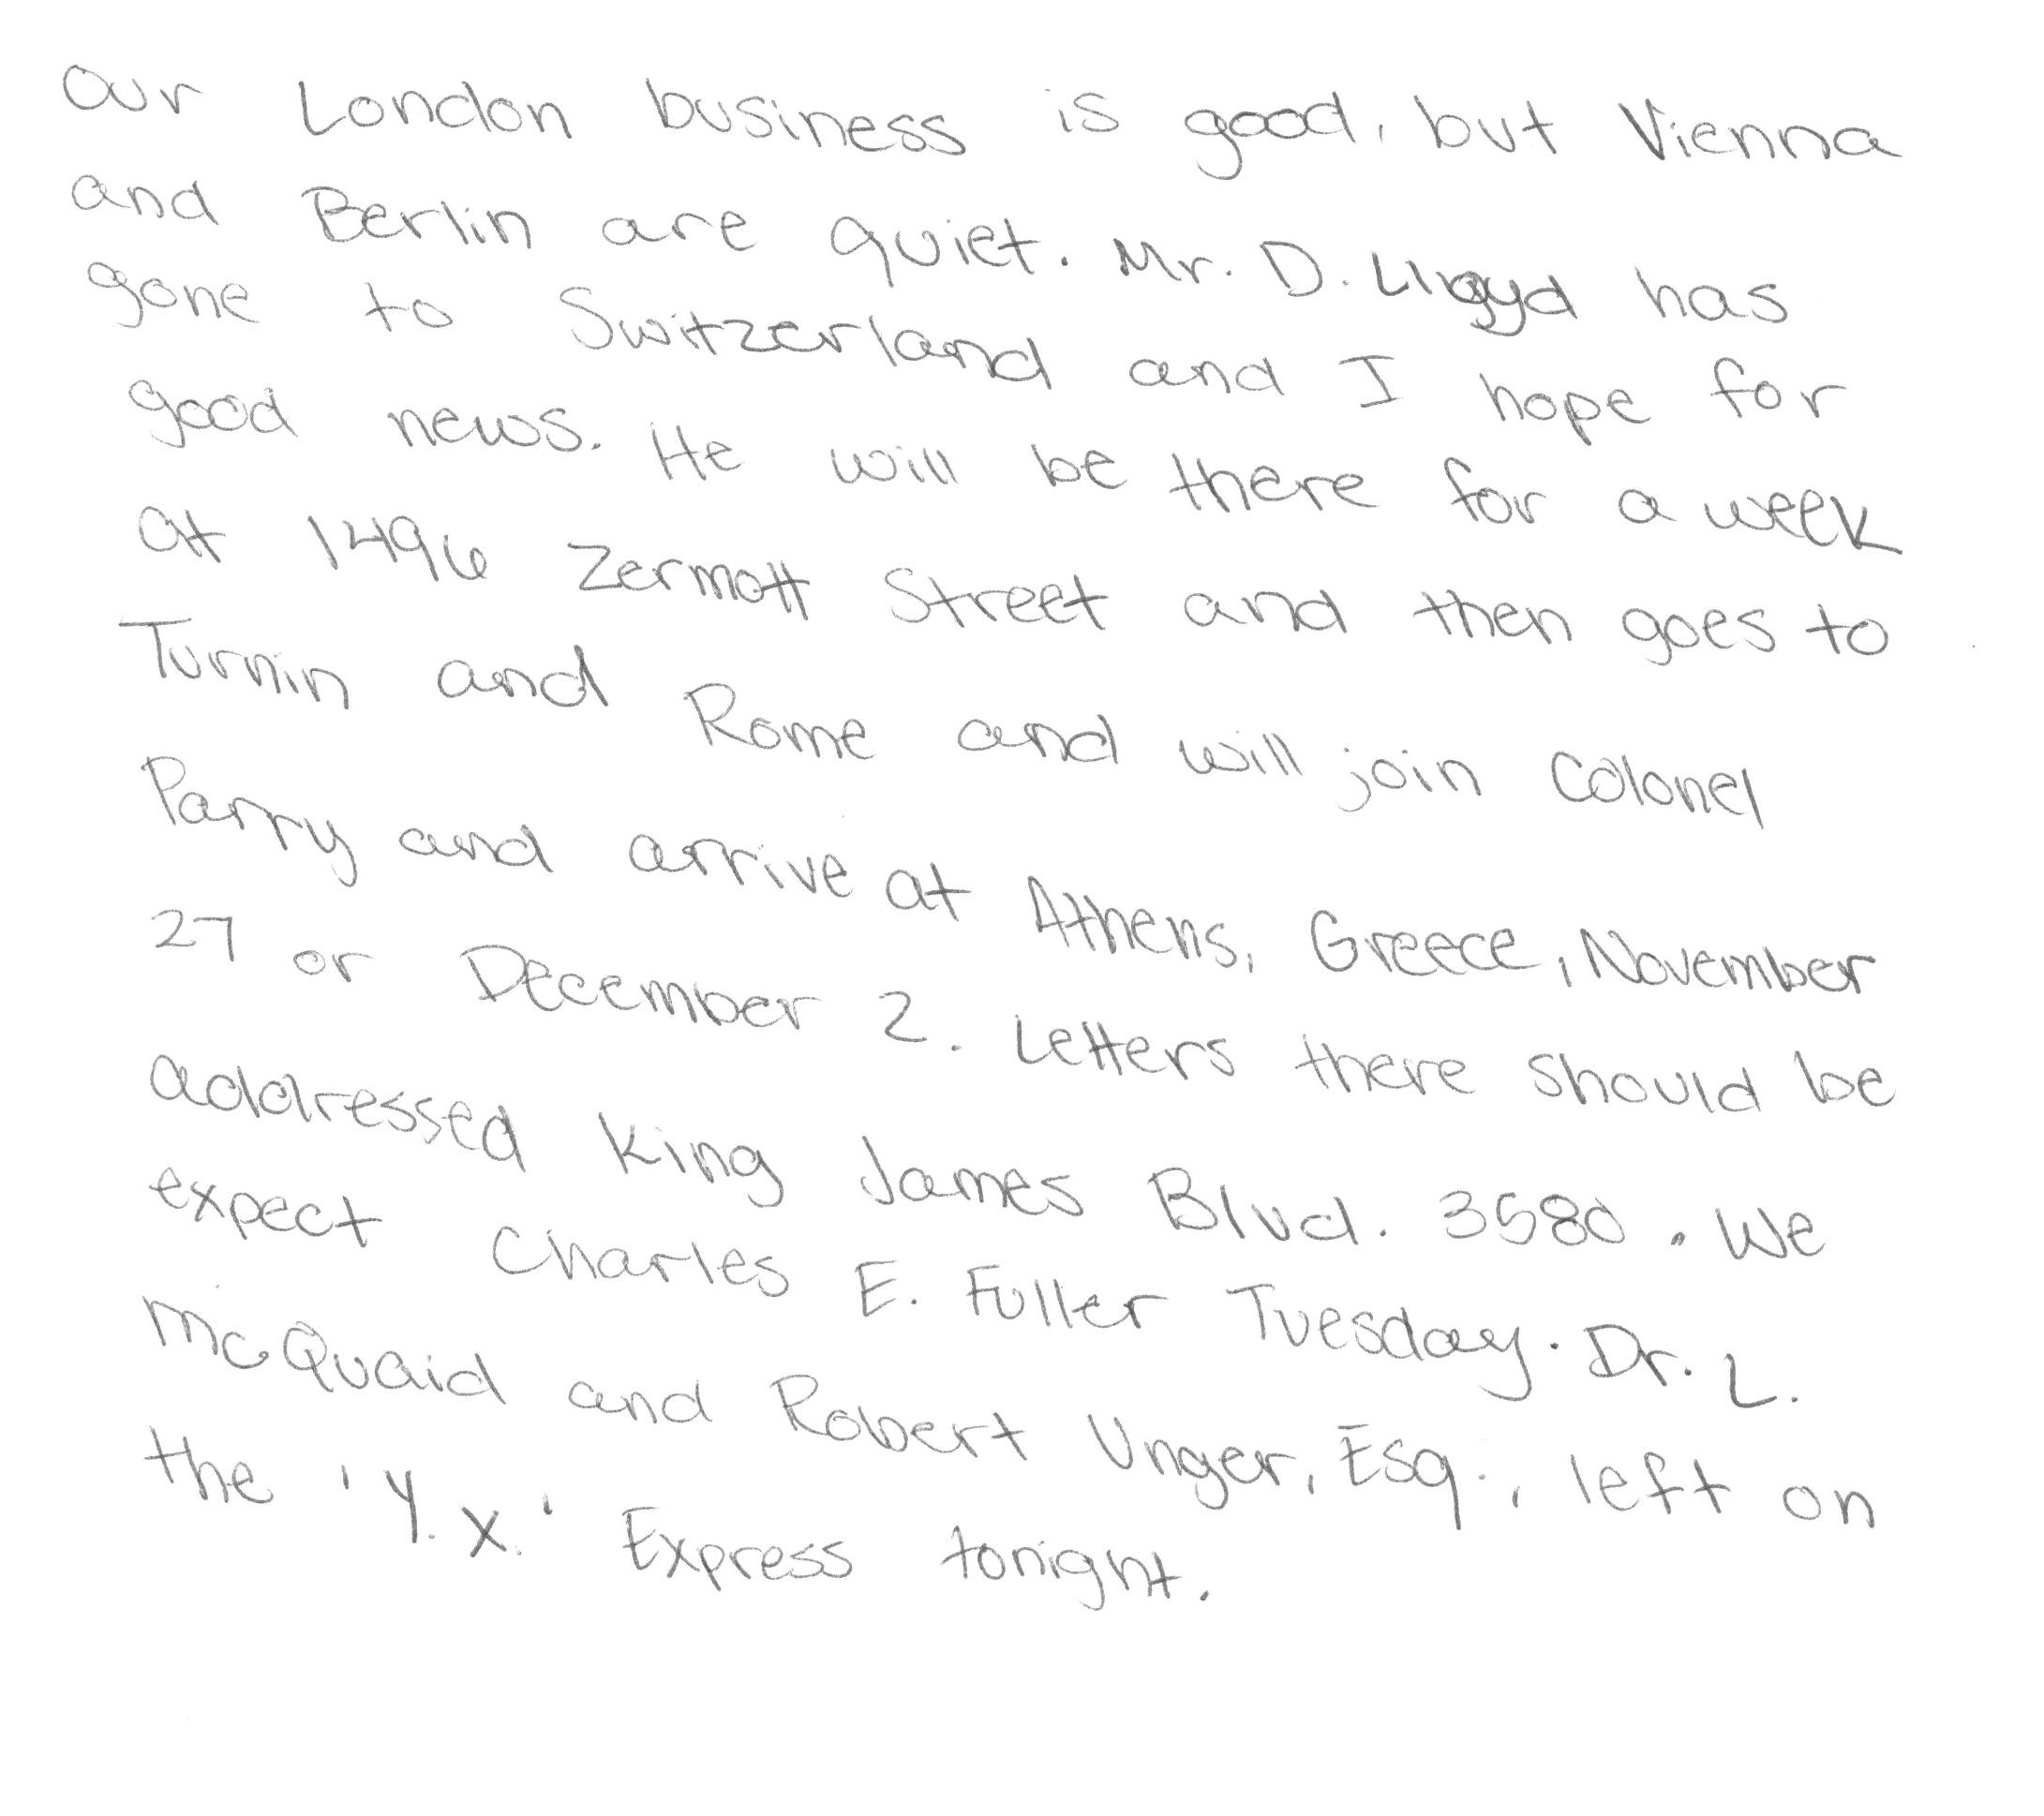 Our London business is good, but Vienna
and Berlin are quiet. Mr. D. Lloyd has
gone to Switzerland and I hope for
good news. He will be there for a week
at 1496 Zermott Street and then goes to
Turnin and Rome and will join Colonel
Parry and arrive at Athens, Greece, November
27 or December 2. Letters there should be
addressed King James Blvd. 3580. We
expect Charles E. Fuller Tuesday. Dr. L.
McQuaid and Robert Unger, Esq., left on
the 'Y.X.' Express tonight.